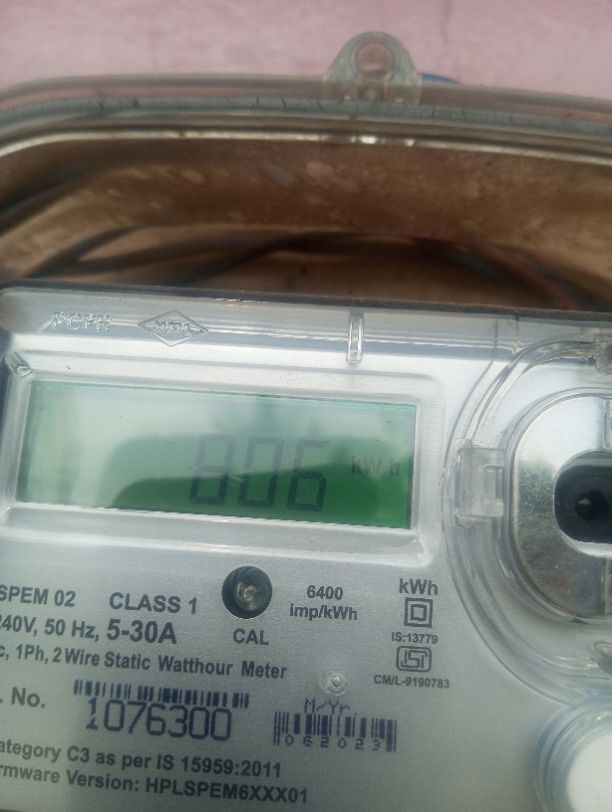 806 kWh
SPEM 02 CLASS 1
6400 imp/kWh
kWh
240V, 50 Hz, 5-30A
CAL
IS:13779
c, 1Ph, 2 Wire Static Watthour Meter
ISI
CM/L-9190783
. No.
1076300
M/Yr.
062023
ategory C3 as per IS 15959:2011
rmware Version: HPLSPEM6XXX01